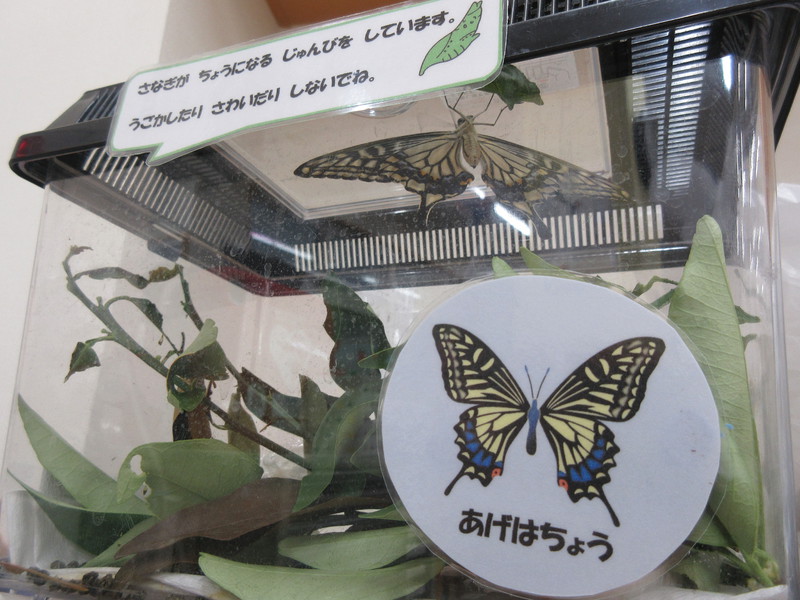 さなぎが ちょうになる じゅんびを しています。
うごかしたり さわいだり しないでね。
あげはちょう